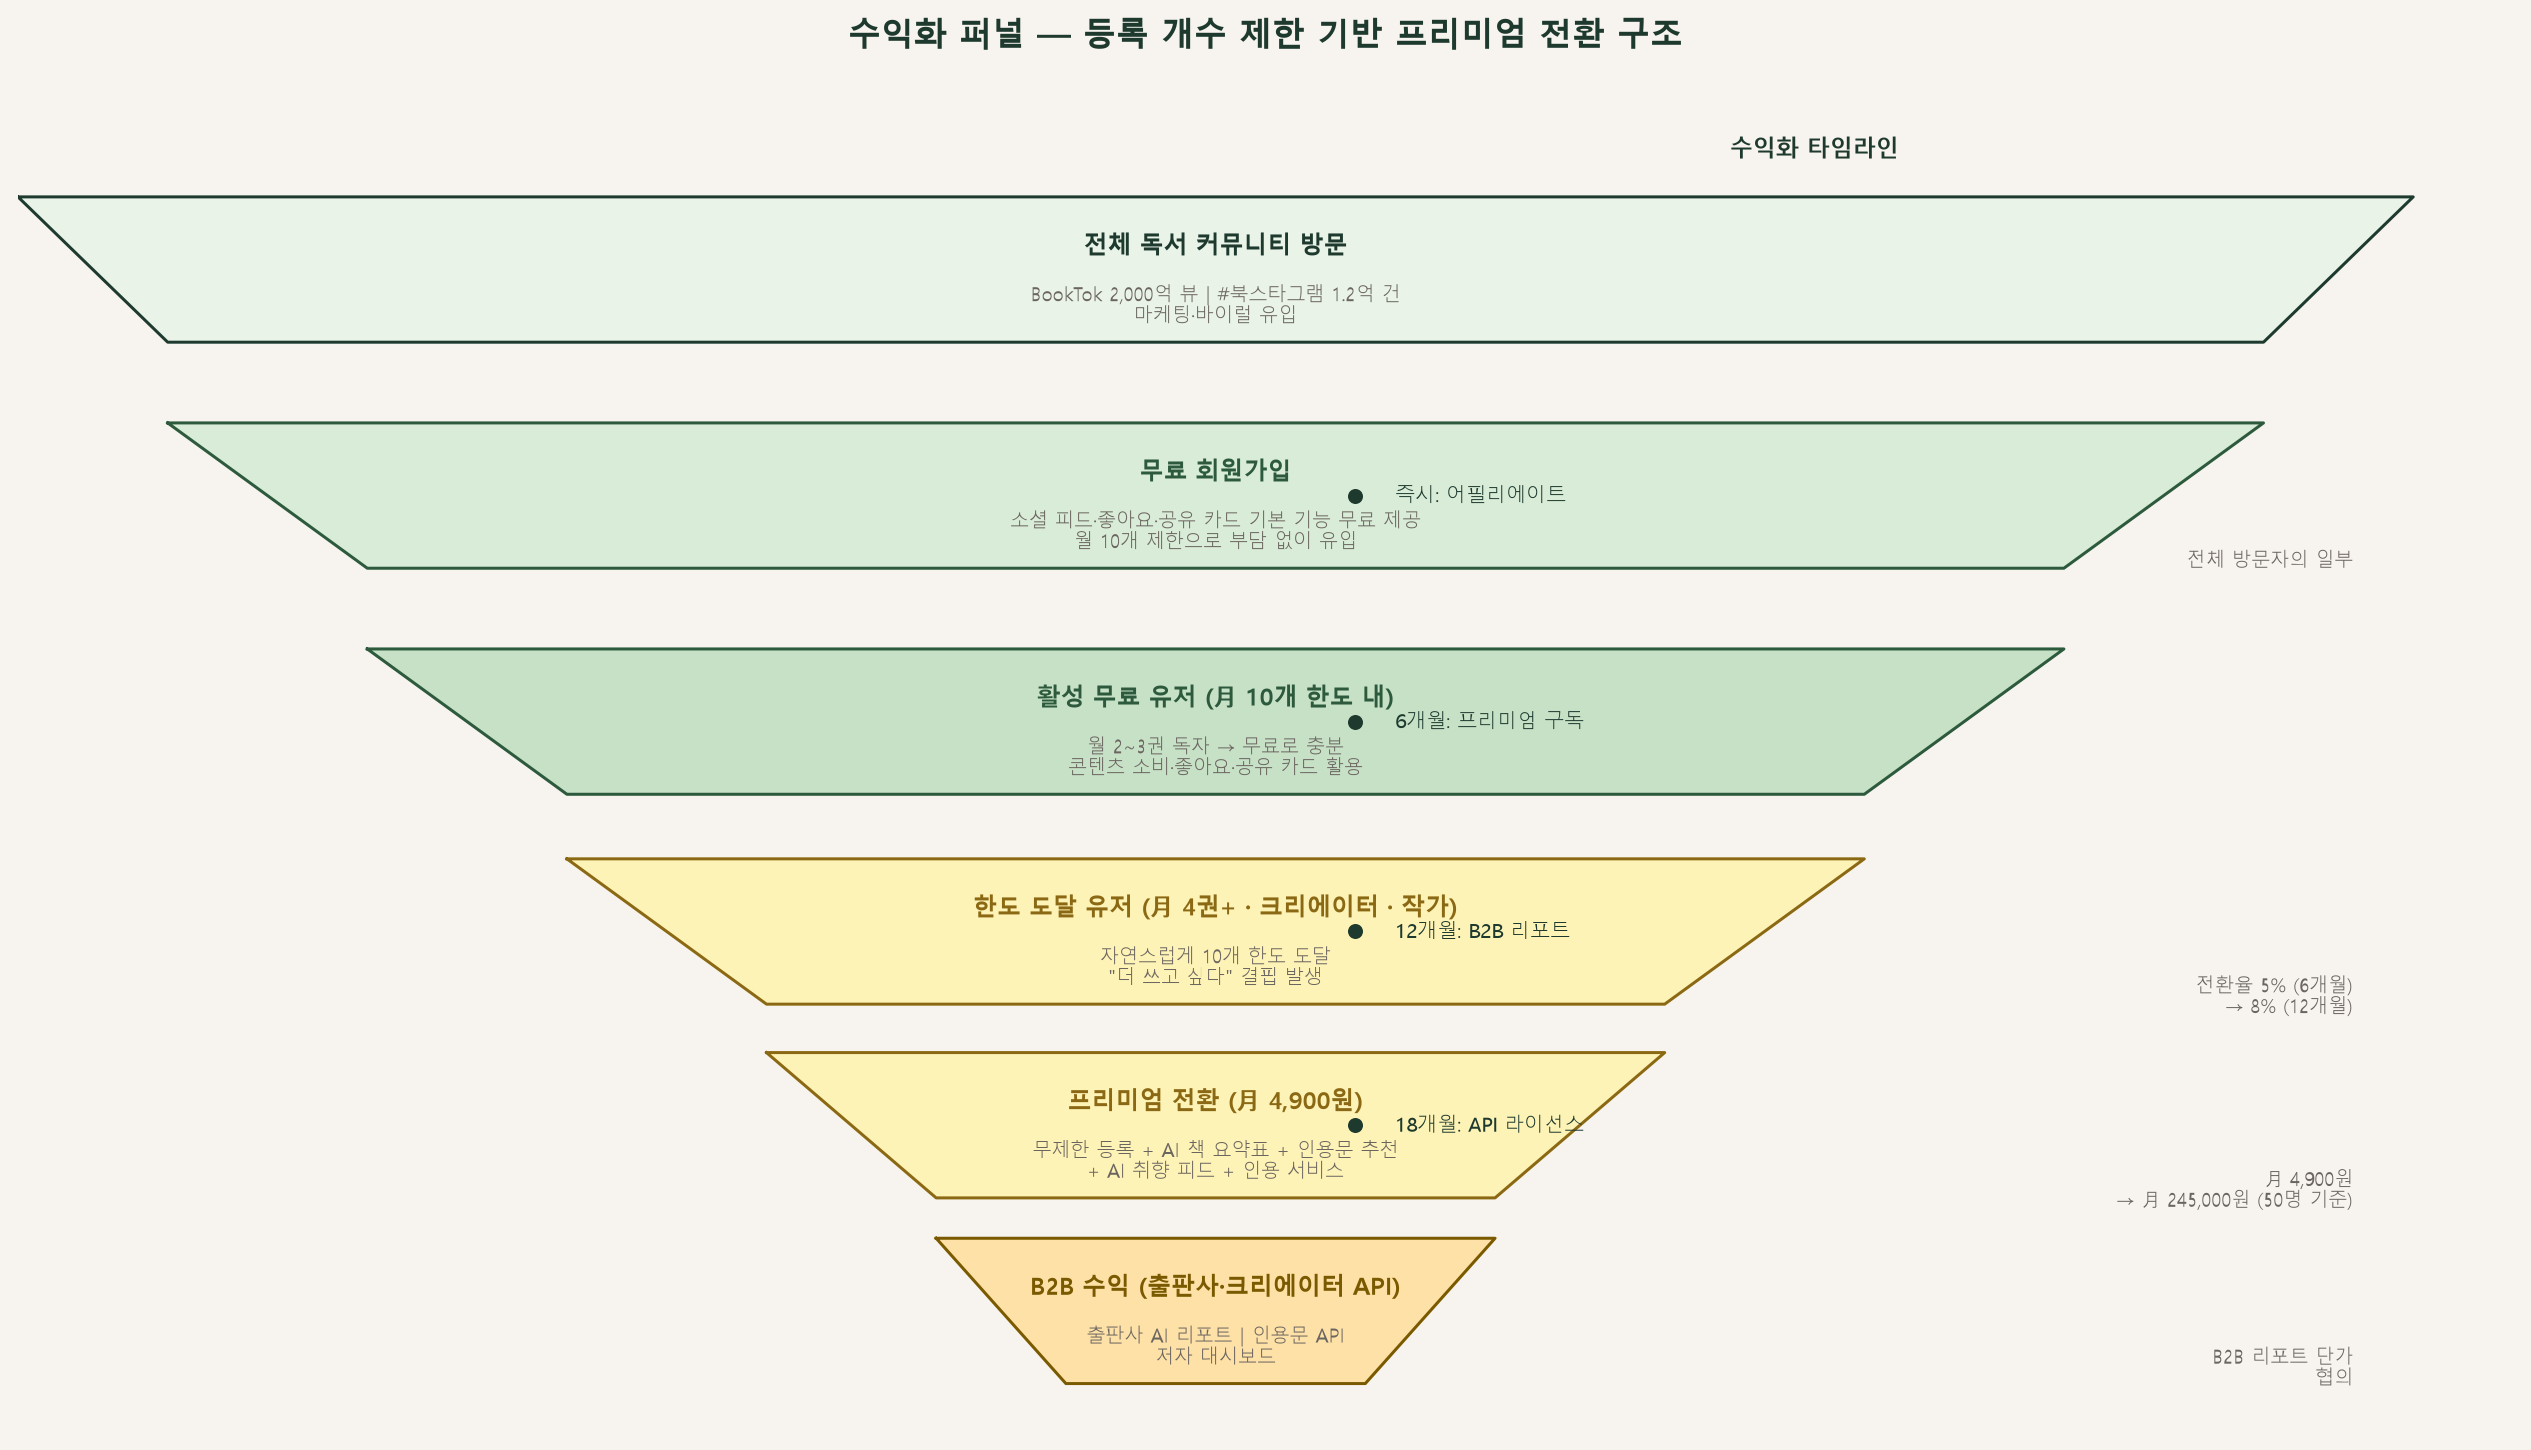 수익화 퍼널 — 등록 개수 제한 기반 프리미엄 전환 구조
수익화 타임라인
전체 독서 커뮤니티 방문
BookTok 2,000억 뷰 | #북스타그램 1.2억 건
마케팅·바이럴 유입
무료 회원가입
즉시: 어필리에이트
소셜 피드·좋아요·공유 카드 기본 기능 무료 제공
월 10개 제한으로 부담 없이 유입
전체 방문자의 일부
활성 무료 유저 (月 10개 한도 내)
6개월: 프리미엄 구독
월 2~3권 독자 → 무료로 충분
콘텐츠 소비·좋아요·공유 카드 활용
한도 도달 유저 (月 4권+ · 크리에이터 · 작가)
12개월: B2B 리포트
자연스럽게 10개 한도 도달
"더 쓰고 싶다" 결핍 발생
전환율 5% (6개월)
→ 8% (12개월)
프리미엄 전환 (月 4,900원)
18개월: API 라이선스
무제한 등록 + AI 책 요약표 + 인용문 추천
+ AI 취향 피드 + 인용 서비스
月 4,900원
→ 月 245,000원 (50명 기준)
B2B 수익 (출판사·크리에이터 API)
출판사 AI 리포트 | 인용문 API
저자 대시보드
B2B 리포트 단가
협의